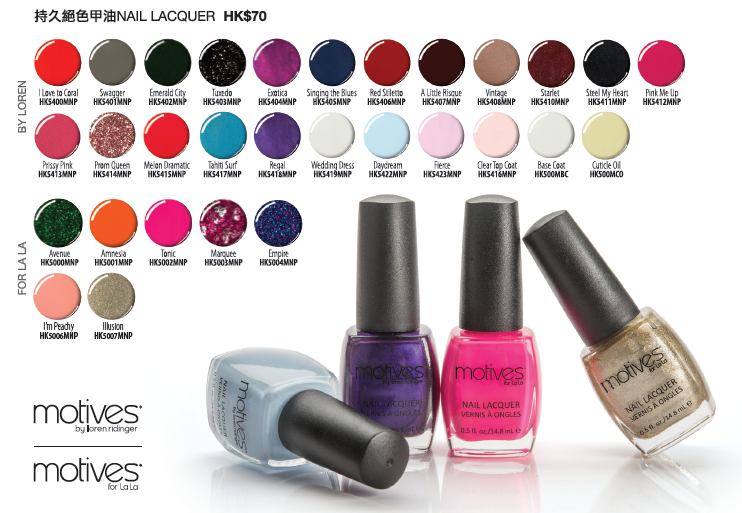 持久絕色甲油NAIL LACQUER HK$70
BY LOREN
I Love to Coral Swagger Emerald City Tuxedo Exotica Singing the Blues Red Stiletto A Little Risque Vintage Starlet Steel My Heart Pink Me Up
HK5400MNP HK5401MNP HK5402MNP HK5403MNP HK5404MNP HK5405MNP HK5406MNP HK5407MNP HK5408MNP HK5410MNP HK5411MNP HK5412MNP
Prissy Pink Prom Queen Melon Dramatic Tahiti Surf Regal Wedding Dress Daydream Fierce Clear Top Coat Base Coat Cuticle Oil
HK5413MNP HK5414MNP HK5415MNP HK5417MNP HK5418MNP HK5419MNP HK5422MNP HK5423MNP HK5416MNP HK500MBC HK500MCO
FOR LA LA
Avenue Amnesia Tonic Marquee Empire
HK5000MNP HK5001MNP HK5002MNP HK5003MNP HK5004MNP
I'm Peachy Illusion
HK5006MNP HK5007MNP
motives
by loren ridinger
motives
for La La
NAIL LACQUER
motives
by loren ridinger
NAIL LACQUER
VERNIS À ONGLES
motives
for La La
NAIL LACQUER
VERNIS À ONGLES
0.5 fl. oz./14.8 mL e
motives
for La La
NAIL LACQUER
VERNIS À ONGLES
0.5 fl. oz./14.8 mL e